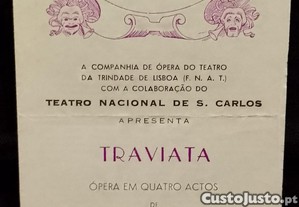 A COMPANHIA DE ÓPERA DO TEATRO
DA TRINDADE DE LISBOA (F. N. A. T.)
COM A COLABORAÇÃO DO
TEATRO NACIONAL DE S. CARLOS
APRESENTA
TRAVIATA
ÓPERA EM QUATRO ACTOS
DE
CustoJusto.pt